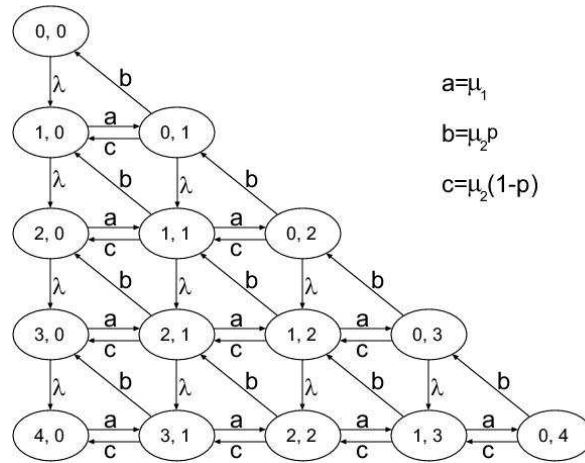 0, 0
λ
b
a=μ₁
1, 0
a
c
0, 1
b=μ₂p
λ
b
λ
b
c=μ₂(1-p)
2, 0
a
c
1, 1
a
c
0, 2
λ
b
λ
b
λ
b
3, 0
a
c
2, 1
a
c
1, 2
a
c
0, 3
λ
b
λ
b
λ
b
λ
b
4, 0
a
c
3, 1
a
c
2, 2
a
c
1, 3
a
c
0, 4